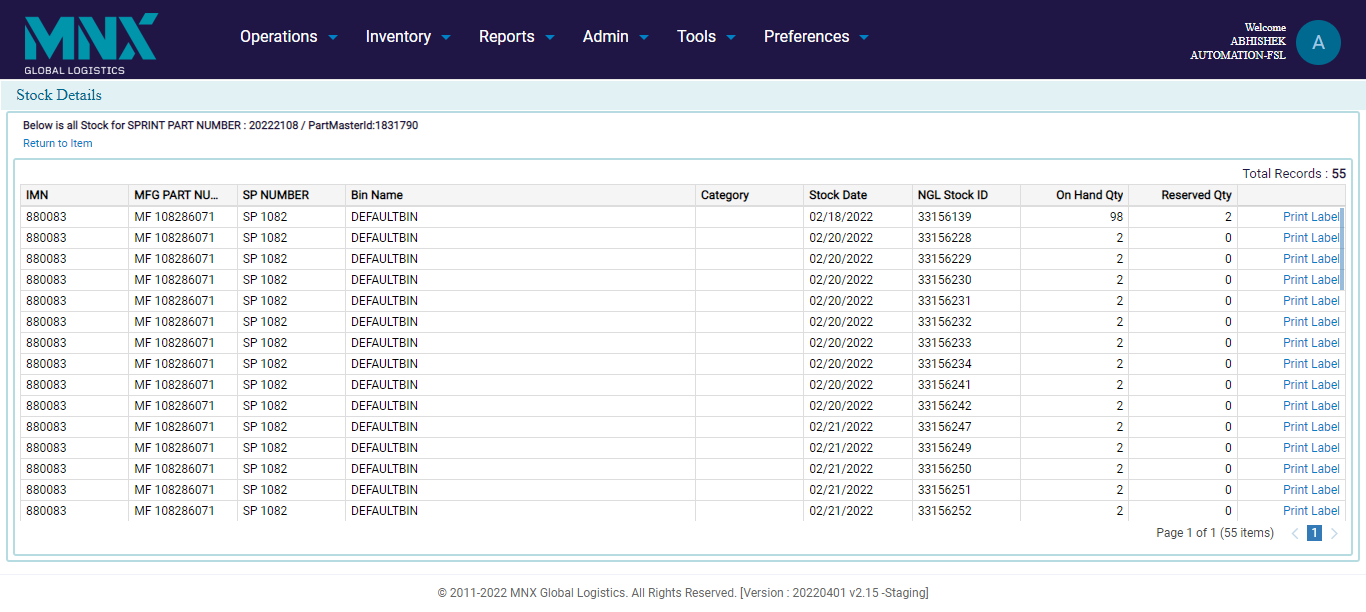 MNX
GLOBAL LOGISTICS
Operations Inventory Reports Admin Tools Preferences
Welcome
ABHISHEK
AUTOMATION-FSL
A
Stock Details
Below is all Stock for SPRINT PART NUMBER : 20222108 / PartMasterId:1831790
Return to Item
Total Records : 55
IMN MFG PART NU... SP NUMBER Bin Name Category Stock Date NGL Stock ID On Hand Qty Reserved Qty
880083 MF 108286071 SP 1082 DEFAULTBIN 02/18/2022 33156139 98 2 Print Label
880083 MF 108286071 SP 1082 DEFAULTBIN 02/20/2022 33156228 2 0 Print Label
880083 MF 108286071 SP 1082 DEFAULTBIN 02/20/2022 33156229 2 0 Print Label
880083 MF 108286071 SP 1082 DEFAULTBIN 02/20/2022 33156230 2 0 Print Label
880083 MF 108286071 SP 1082 DEFAULTBIN 02/20/2022 33156231 2 0 Print Label
880083 MF 108286071 SP 1082 DEFAULTBIN 02/20/2022 33156232 2 0 Print Label
880083 MF 108286071 SP 1082 DEFAULTBIN 02/20/2022 33156233 2 0 Print Label
880083 MF 108286071 SP 1082 DEFAULTBIN 02/20/2022 33156234 2 0 Print Label
880083 MF 108286071 SP 1082 DEFAULTBIN 02/20/2022 33156241 2 0 Print Label
880083 MF 108286071 SP 1082 DEFAULTBIN 02/20/2022 33156242 2 0 Print Label
880083 MF 108286071 SP 1082 DEFAULTBIN 02/21/2022 33156247 2 0 Print Label
880083 MF 108286071 SP 1082 DEFAULTBIN 02/21/2022 33156249 2 0 Print Label
880083 MF 108286071 SP 1082 DEFAULTBIN 02/21/2022 33156250 2 0 Print Label
880083 MF 108286071 SP 1082 DEFAULTBIN 02/21/2022 33156251 2 0 Print Label
880083 MF 108286071 SP 1082 DEFAULTBIN 02/21/2022 33156252 2 0 Print Label
Page 1 of 1 (55 items) 1
© 2011-2022 MNX Global Logistics. All Rights Reserved. [Version : 20220401 v2.15 -Staging]